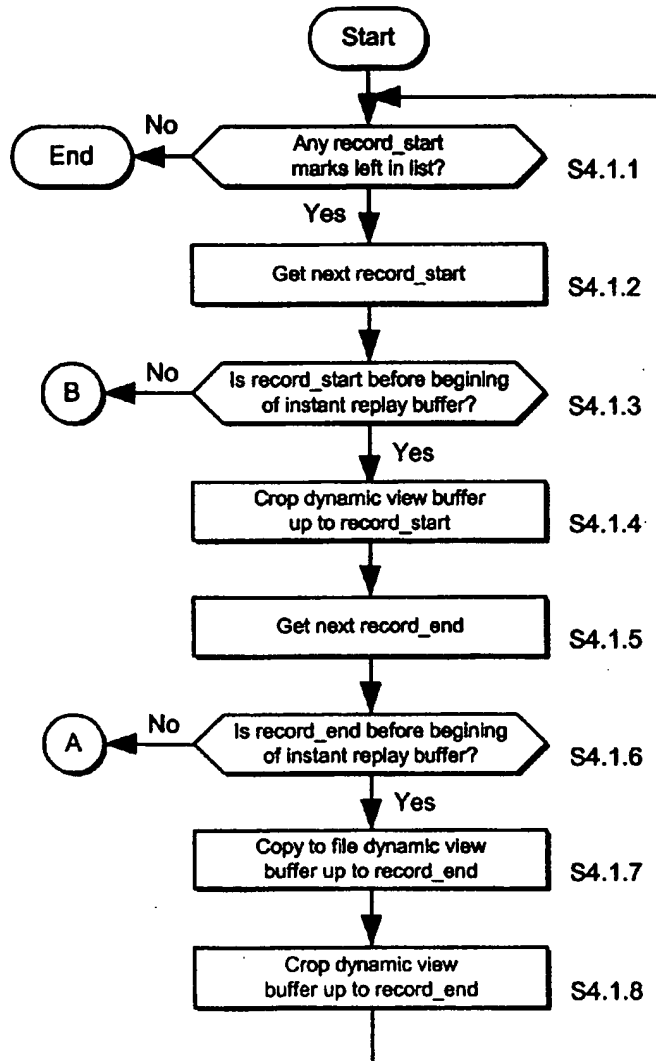 Start
No
End
Any record_start
marks left in list?
S4.1.1
Yes
Get next record_start
S4.1.2
No
B
Is record_start before begining
of instant replay buffer?
S4.1.3
Yes
Crop dynamic view buffer
up to record_start
S4.1.4
Get next record_end
S4.1.5
No
A
Is record_end before begining
of instant replay buffer?
S4.1.6
Yes
Copy to file dynamic view
buffer up to record_end
S4.1.7
Crop dynamic view
buffer up to record_end
S4.1.8